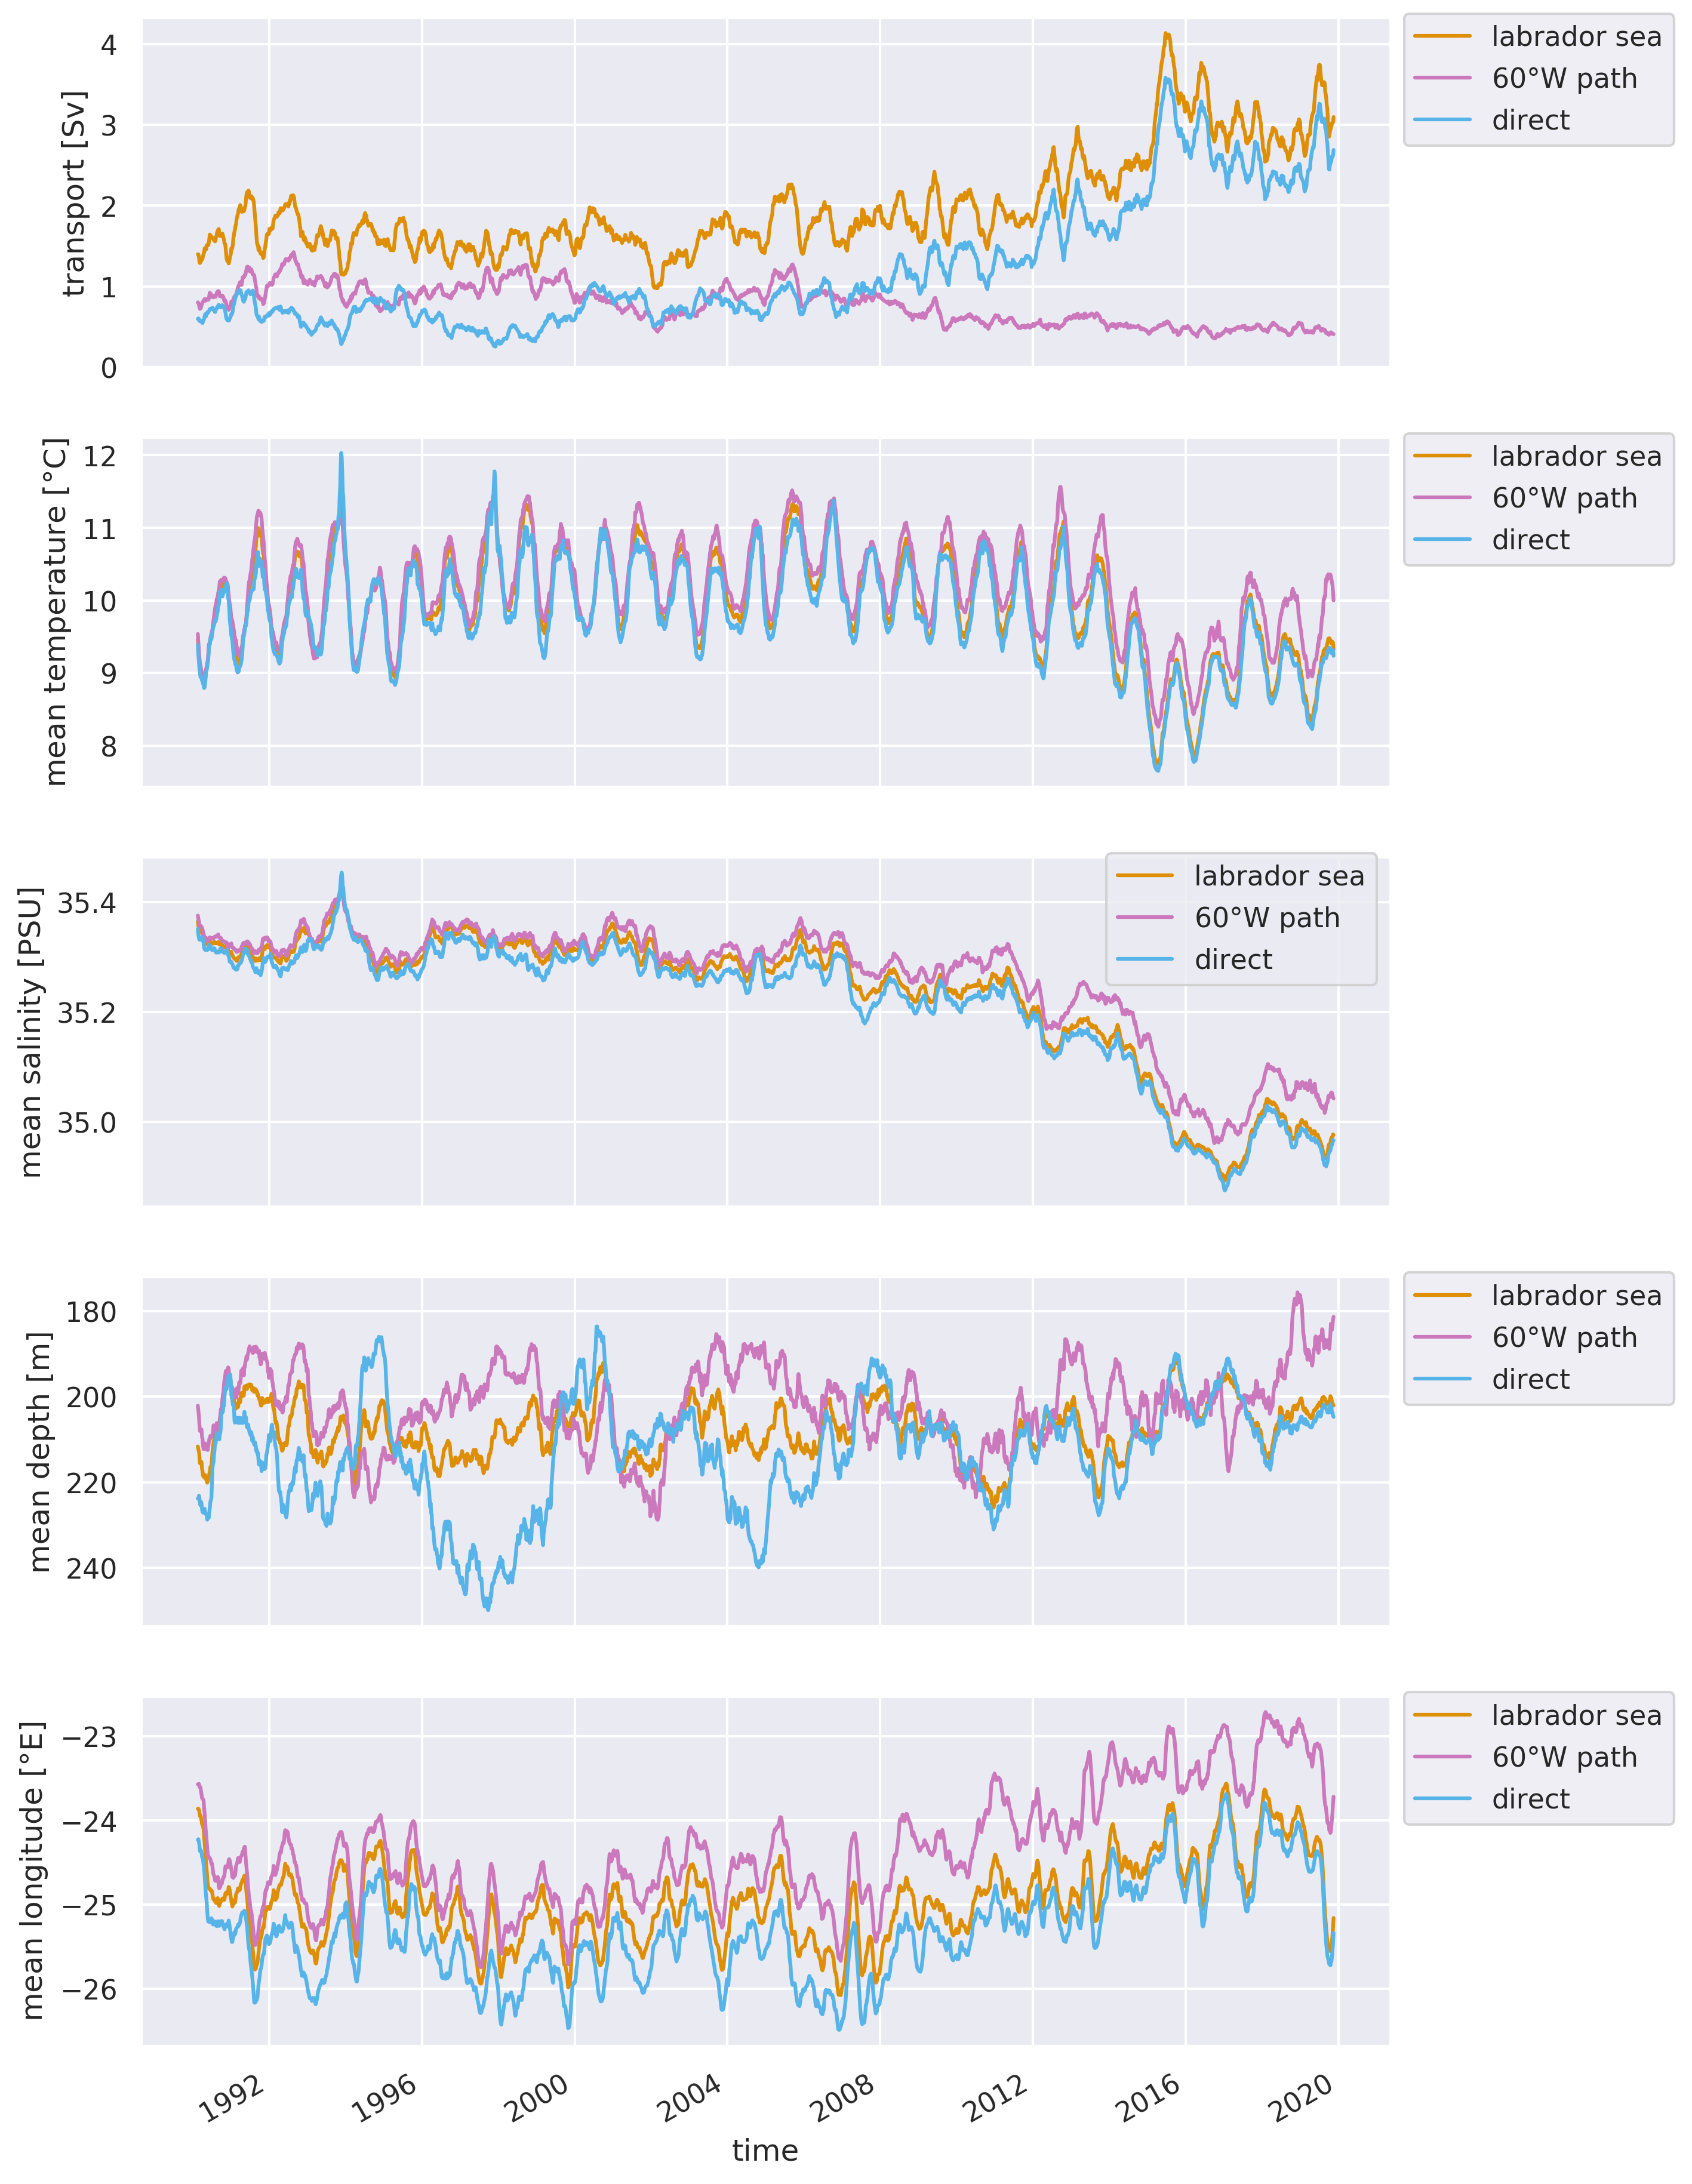 transport [Sv]
4
3
2
1
0
labrador sea
60°W path
direct
mean temperature [°C]
12
11
10
9
8
labrador sea
60°W path
direct
mean salinity [PSU]
35.4
35.2
35.0
labrador sea
60°W path
direct
mean depth [m]
180
200
220
240
labrador sea
60°W path
direct
mean longitude [°E]
−23
−24
−25
−26
labrador sea
60°W path
direct
1992 1996 2000 2004 2008 2012 2016 2020
time